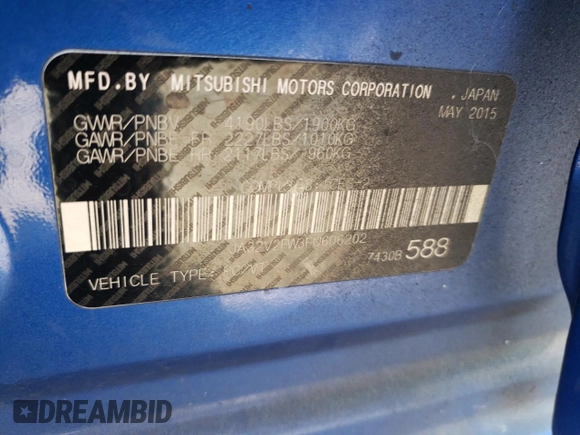 MFD.BY MITSUBISHI MOTORS CORPORATION , JAPAN
MAY 2015
GVWR/PNBV 4190LBS/1900KG
GAWR/PNBE FR 2227LBS/1010KG
GAWR/PNBE RR 2117LBS/960KG
7430B 588
VEHICLE TYPE:
DREAMBID